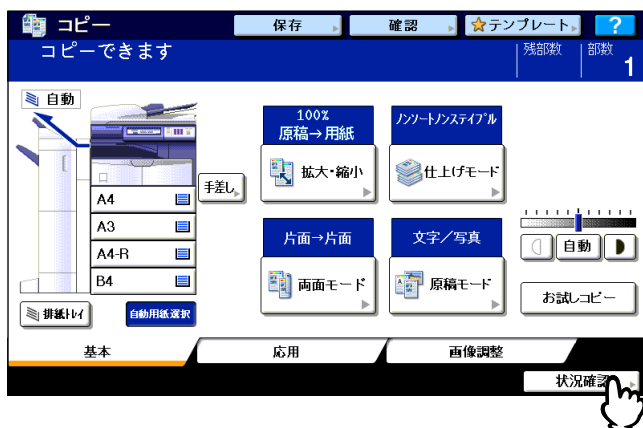 コピー
保存
確認
テンプレート
?
コピーできます
残部数
部数
1
自動
100%
原稿→用紙
ノンソートノンステイプル
拡大・縮小
仕上げモード
手差し
A4
A3
A4-R
B4
片面→片面
文字/写真
両面モード
原稿モード
自動
お試しコピー
排紙トレイ
自動用紙選択
基本
応用
画像調整
状況確認